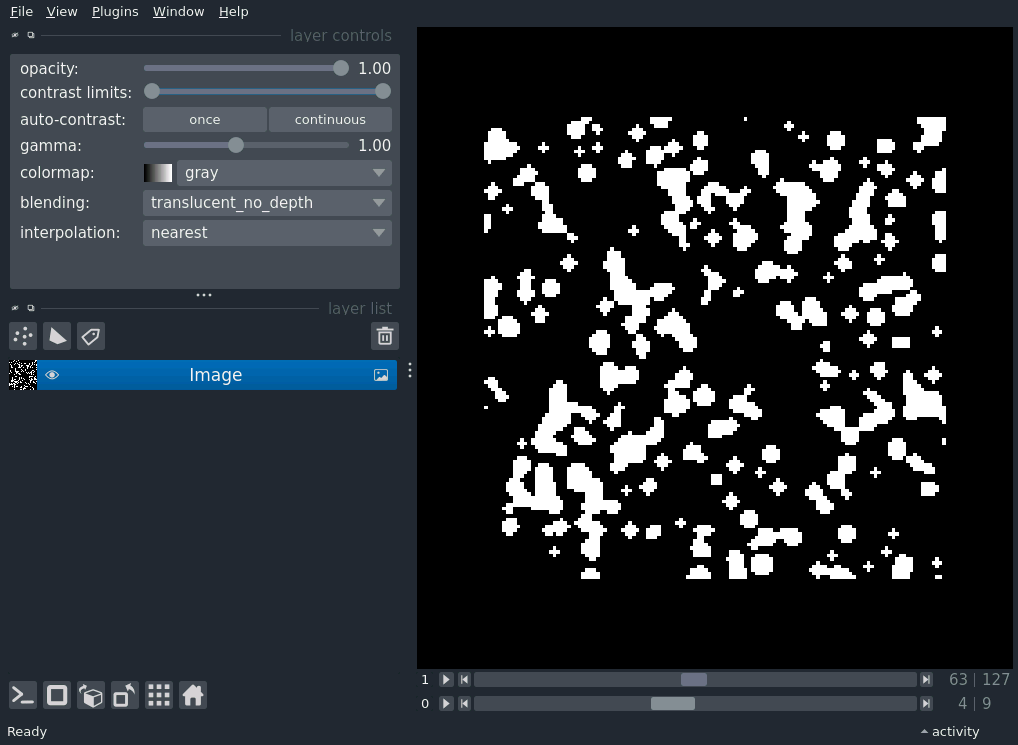 File View Plugins Window Help
layer controls
opacity: 1.00
contrast limits:
auto-contrast: once continuous
gamma: 1.00
colormap: gray
blending: translucent_no_depth
interpolation: nearest
layer list
Image
1 63 | 127
0 4 | 9
Ready activity